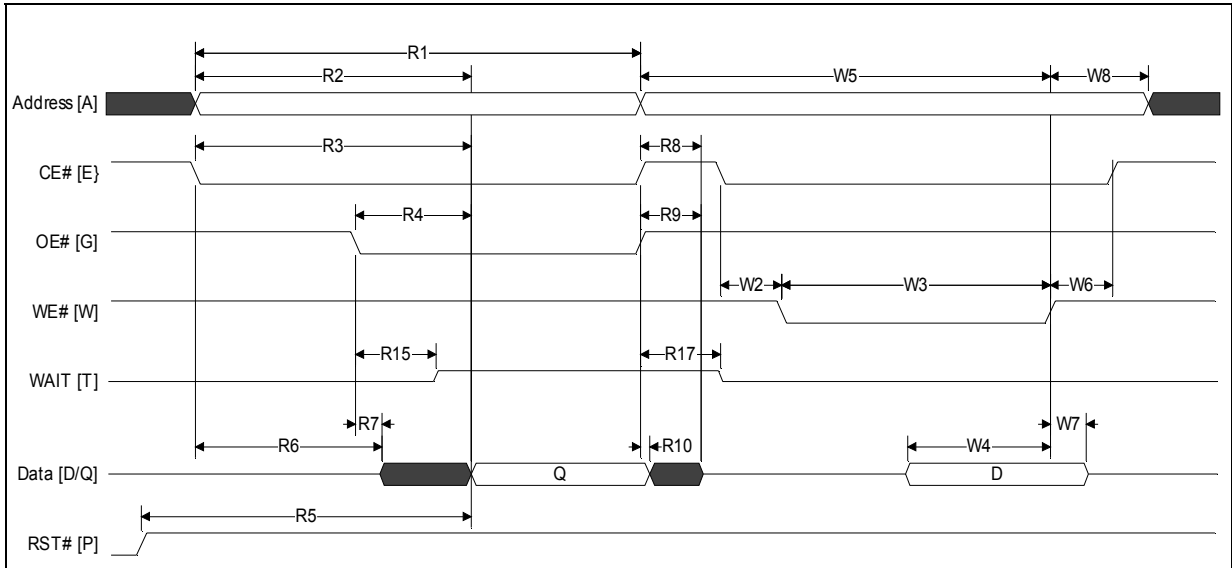 R1
R2
W5
W8
Address [A]
R3
R8
CE# [E}
R4
R9
OE# [G]
W2
W3
W6
WE# [W]
R15
R17
WAIT [T]
R7
W7
R6
R10
W4
Data [D/Q]
Q
D
R5
RST# [P]